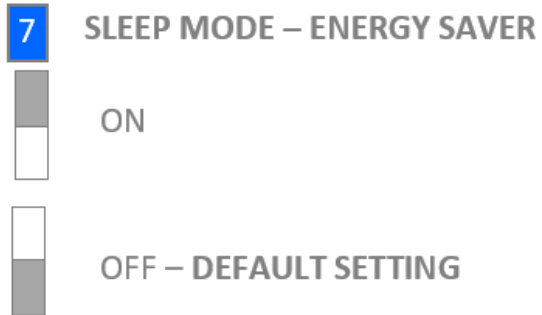 7 SLEEP MODE – ENERGY SAVER
ON
OFF – DEFAULT SETTING